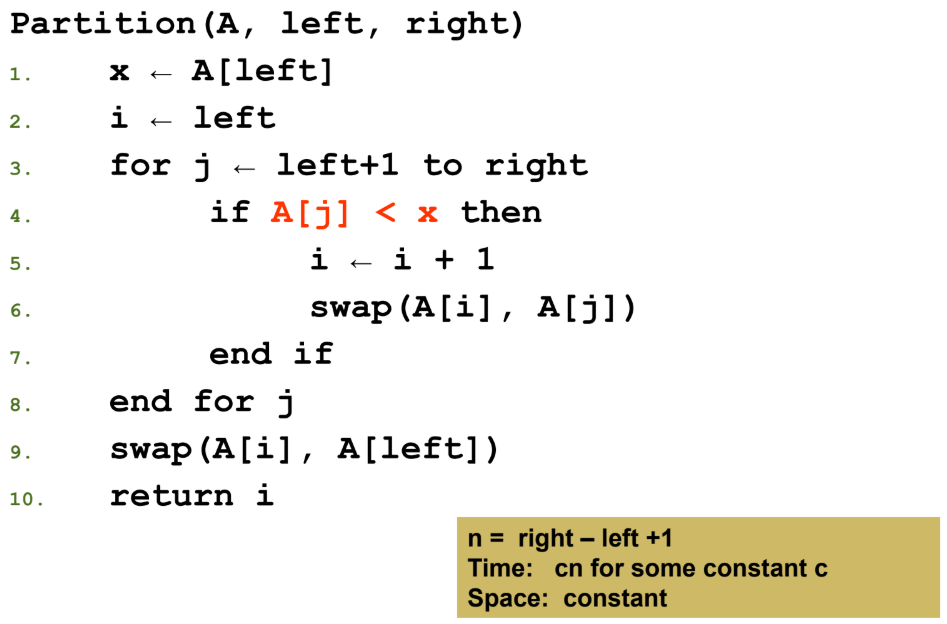 Partition(A, left, right)
1. x ← A[left]
2. i ← left
3. for j ← left+1 to right
4. if A[j] < x then
5. i ← i + 1
6. swap(A[i], A[j])
7. end if
8. end for j
9. swap(A[i], A[left])
10. return i
n = right – left +1
Time: cn for some constant c
Space: constant